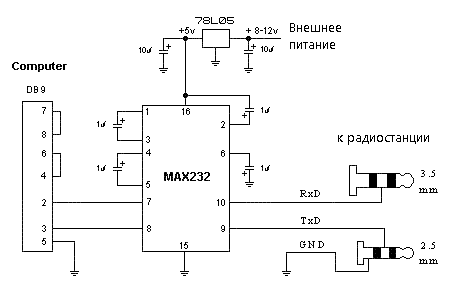 78L05
+5v
+ 8-12v
Внешнее
питание
10uf
+
+
10uf
Computer
DB9
7
8
6
4
2
3
5
1uf
+
1
3
4
5
7
8
1uf
+
16
2
6
10
9
15
MAX232
+
1uf
+
1uf
к радиостанции
3.5
mm
RxD
TxD
GND
2.5
mm